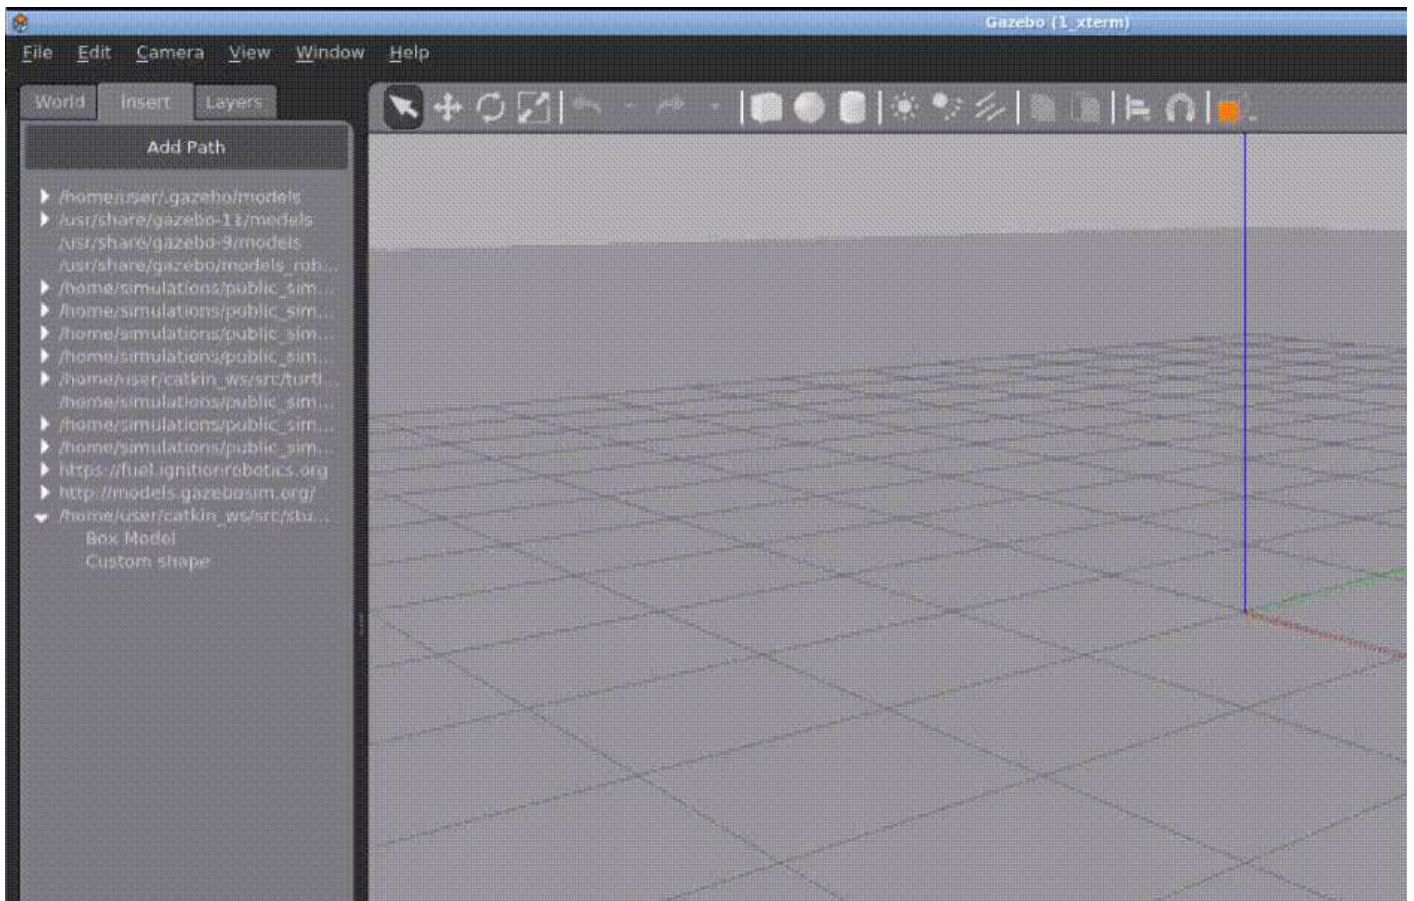 Gazebo (1_xterm)
File Edit Camera View Window Help
World Insert Layers
Add Path
/home/user/.gazebo/models
/usr/share/gazebo-11/models
/usr/share/gazebo-9/models
/usr/share/gazebo/models_rob...
/home/simulations/public_sim...
/home/simulations/public_sim...
/home/simulations/public_sim...
/home/simulations/public_sim...
/home/user/catkin_ws/src/turtl...
/home/simulations/public_sim...
/home/simulations/public_sim...
/home/simulations/public_sim...
https://fuel.ignitionrobotics.org
http://models.gazebosim.org/
/home/user/catkin_ws/src/stu...
Box Model
Custom shape